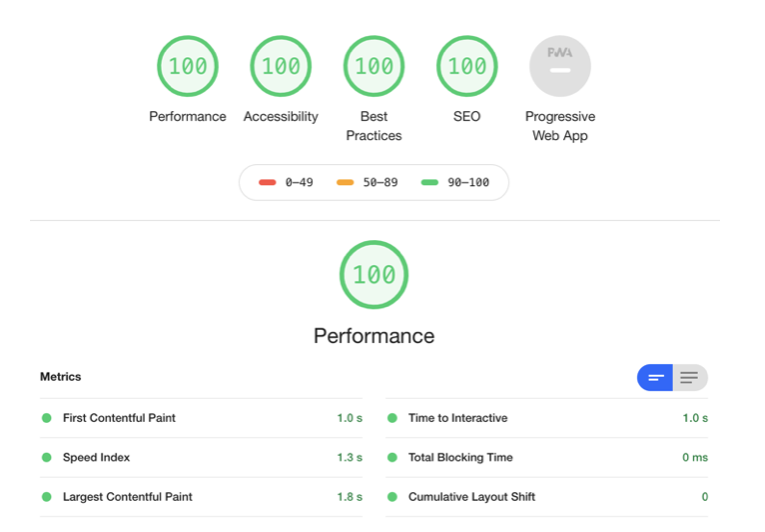 100 100 100 100 PWA
Performance Accessibility Best Practices SEO Progressive Web App
0–49 50–89 90–100
100
Performance
Metrics
First Contentful Paint 1.0 s
Time to Interactive 1.0 s
Speed Index 1.3 s
Total Blocking Time 0 ms
Largest Contentful Paint 1.8 s
Cumulative Layout Shift 0